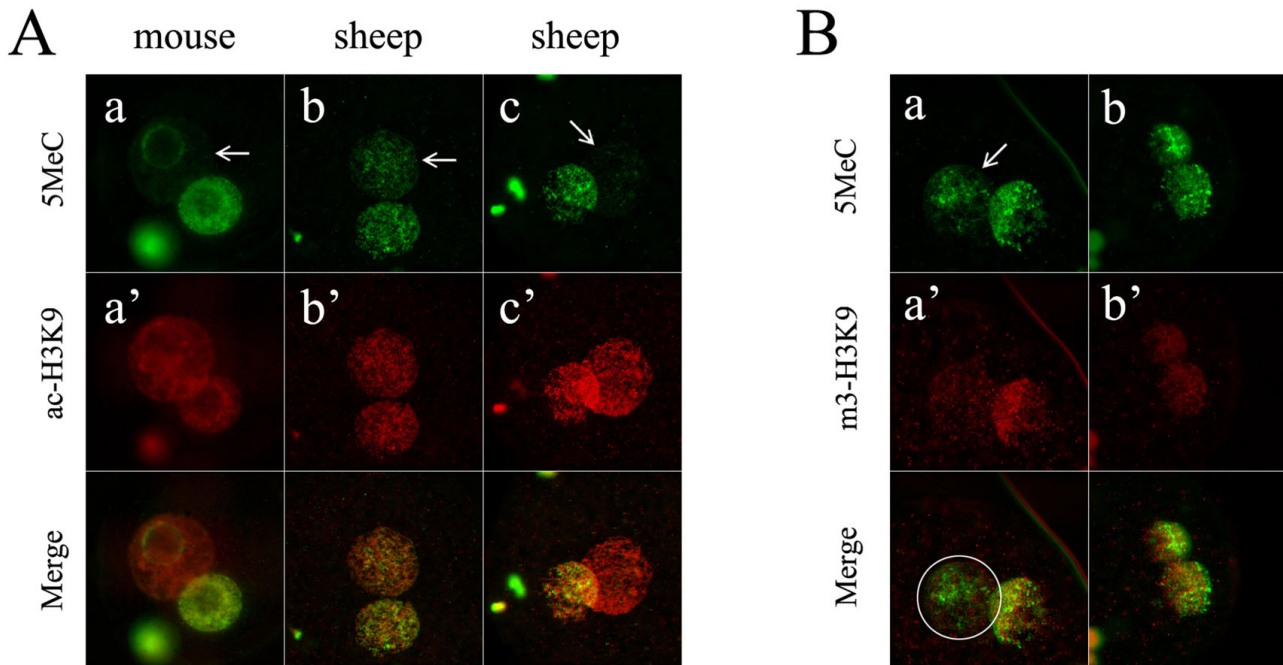 A
mouse
sheep
sheep
B
5MeC
a
b
c
5MeC
a
b
ac-H3K9
a’
b’
c’
m3-H3K9
a’
b’
Merge
Merge